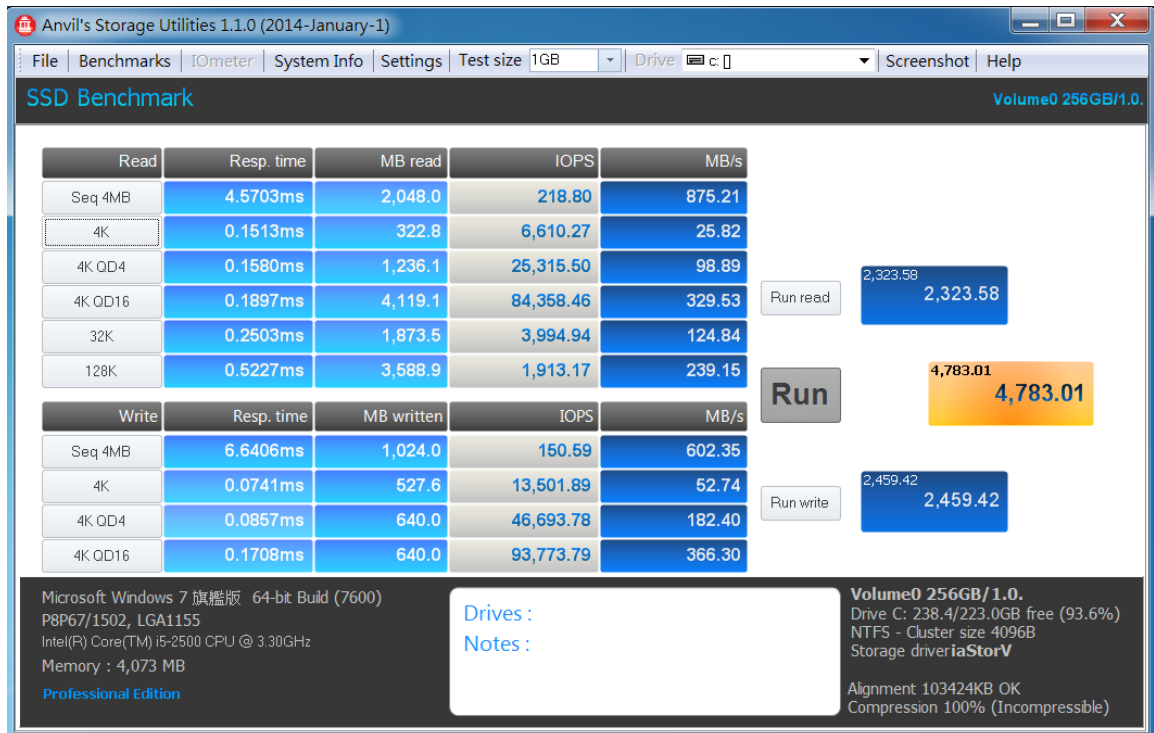 Anvil's Storage Utilities 1.1.0 (2014-January-1)
File Benchmarks IOmeter System Info Settings Test size 1GB Drive c: [] Screenshot Help
SSD Benchmark Volume0 256GB/1.0.
Read Resp. time MB read IOPS MB/s
Seq 4MB 4.5703ms 2,048.0 218.80 875.21
4K 0.1513ms 322.8 6,610.27 25.82
4K QD4 0.1580ms 1,236.1 25,315.50 98.89
4K QD16 0.1897ms 4,119.1 84,358.46 329.53
32K 0.2503ms 1,873.5 3,994.94 124.84
128K 0.5227ms 3,588.9 1,913.17 239.15
Run read
2,323.58
2,323.58
Run
4,783.01
4,783.01
Write Resp. time MB written IOPS MB/s
Seq 4MB 6.6406ms 1,024.0 150.59 602.35
4K 0.0741ms 527.6 13,501.89 52.74
4K QD4 0.0857ms 640.0 46,693.78 182.40
4K QD16 0.1708ms 640.0 93,773.79 366.30
Run write
2,459.42
2,459.42
Microsoft Windows 7 旗艦版 64-bit Build (7600)
P8P67/1502, LGA1155
Intel(R) Core(TM) i5-2500 CPU @ 3.30GHz
Memory : 4,073 MB
Professional Edition
Drives :
Notes :
Volume0 256GB/1.0.
Drive C: 238.4/223.0GB free (93.6%)
NTFS - Cluster size 4096B
Storage driveriaStorV
Alignment 103424KB OK
Compression 100% (Incompressible)